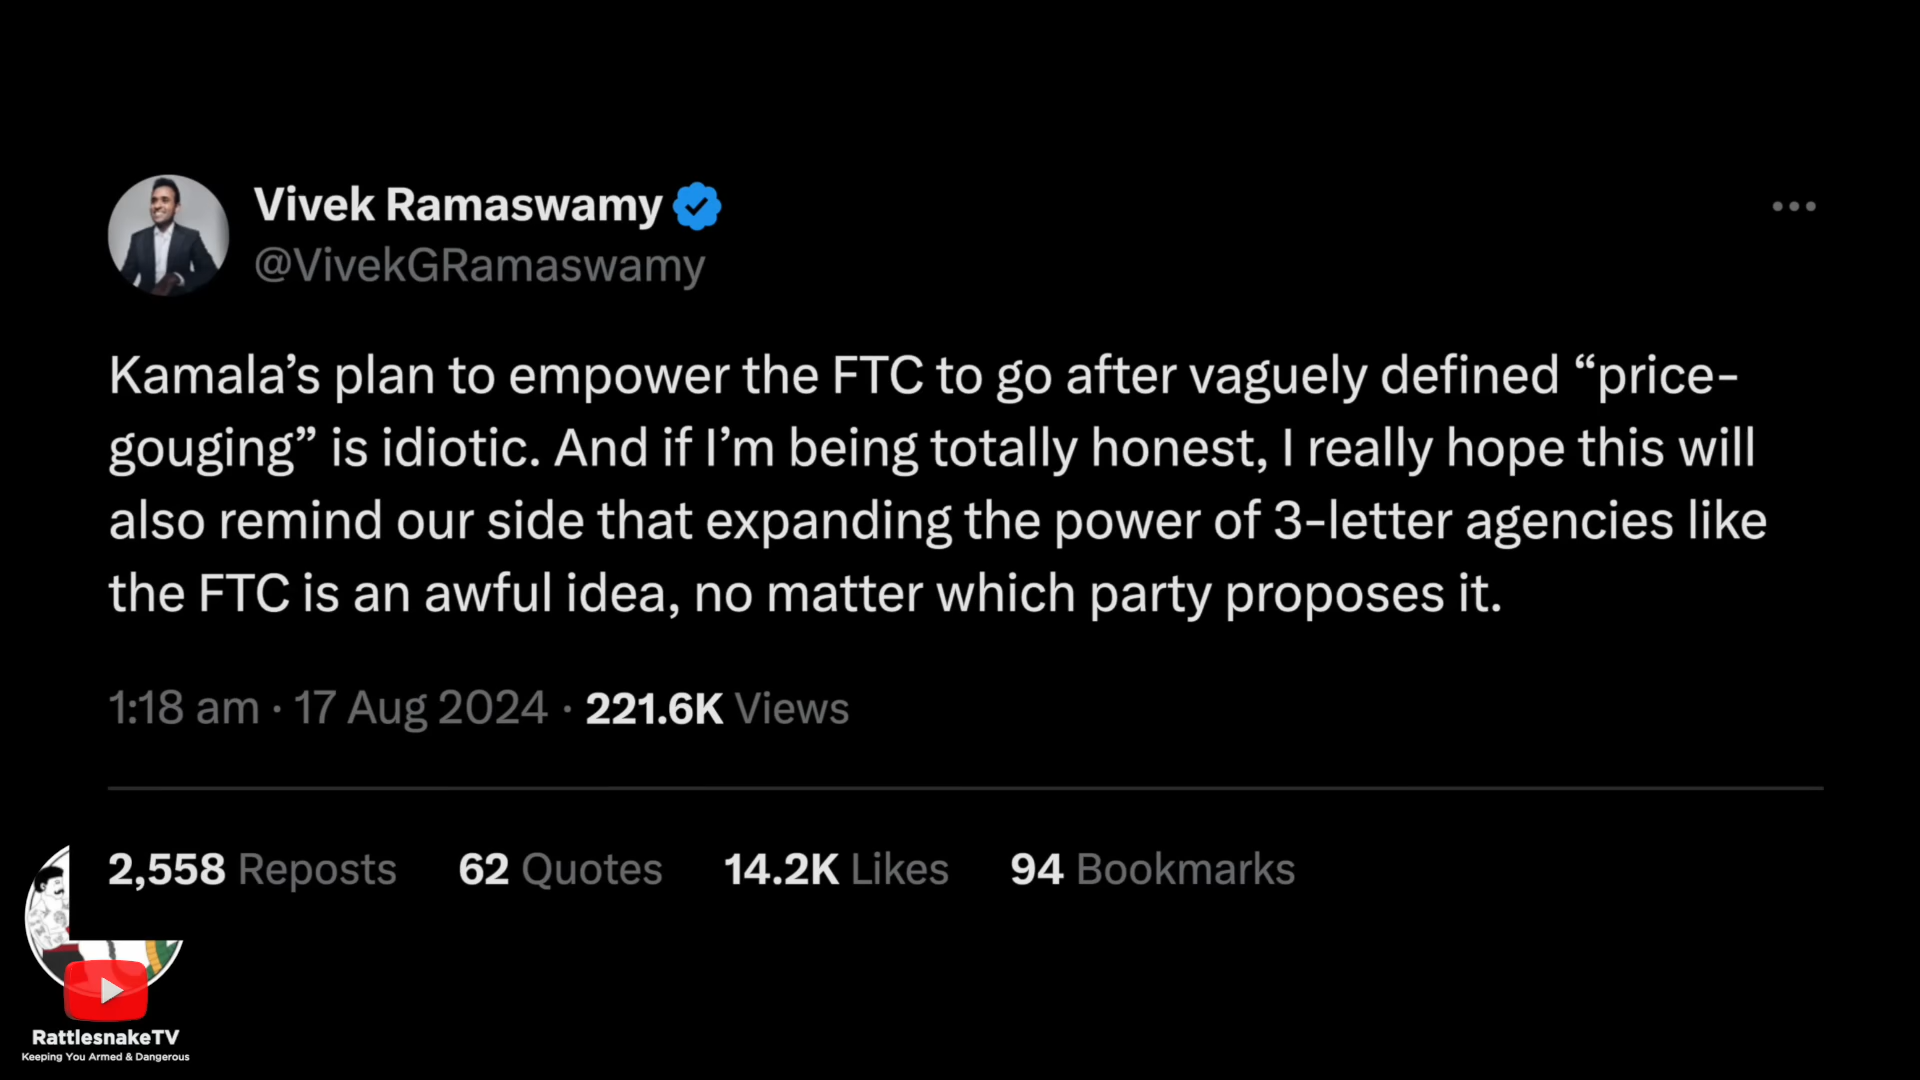 Vivek Ramaswamy
@VivekGRamaswamy
Kamala’s plan to empower the FTC to go after vaguely defined “price-
gouging” is idiotic. And if I’m being totally honest, I really hope this will
also remind our side that expanding the power of 3-letter agencies like
the FTC is an awful idea, no matter which party proposes it.
1:18 am · 17 Aug 2024 · 221.6K Views
2,558 Reposts 62 Quotes 14.2K Likes 94 Bookmarks
RattlesnakeTV
Keeping You Armed & Dangerous